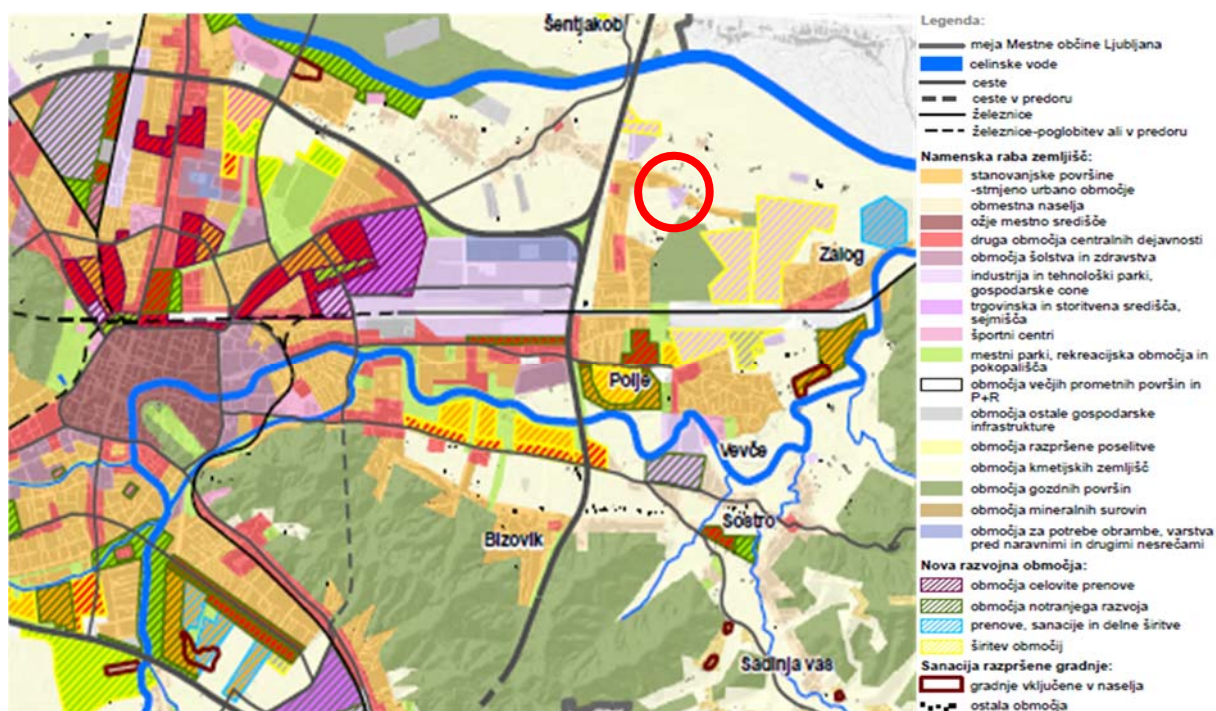 Šentjakob
Zalog
Polje
Vevče
Sostro
Bizovik
Sadinja vas
Legenda:
meja Mestne občine Ljubljana
celinske vode
ceste
ceste v predoru
železnice
železnice-poglobitev ali v predoru
Namenska raba zemljišč:
stanovanjske površine
-strnjeno urbano območje
obmestna naselja
ožje mestno središče
druga območja centralnih dejavnosti
območja šolstva in zdravstva
industrija in tehnološki parki,
gospodarske cone
trgovinska in storitvena središča,
sejmišča
športni centri
mestni parki, rekreacijska območja in
pokopališča
območja večjih prometnih površin in
P+R
območja ostale gospodarske
infrastrukture
območja razpršene poselitve
območja kmetijskih zemljišč
območja gozdnih površin
območja mineralnih surovin
območja za potrebe obrambe, varstva
pred naravnimi in drugimi nesrečami
Nova razvojna območja:
območja celovite prenove
območja notranjega razvoja
prenove, sanacije in delne širitve
širitev območij
Sanacija razpršene gradnje:
gradnje vključene v naselja
ostala območja